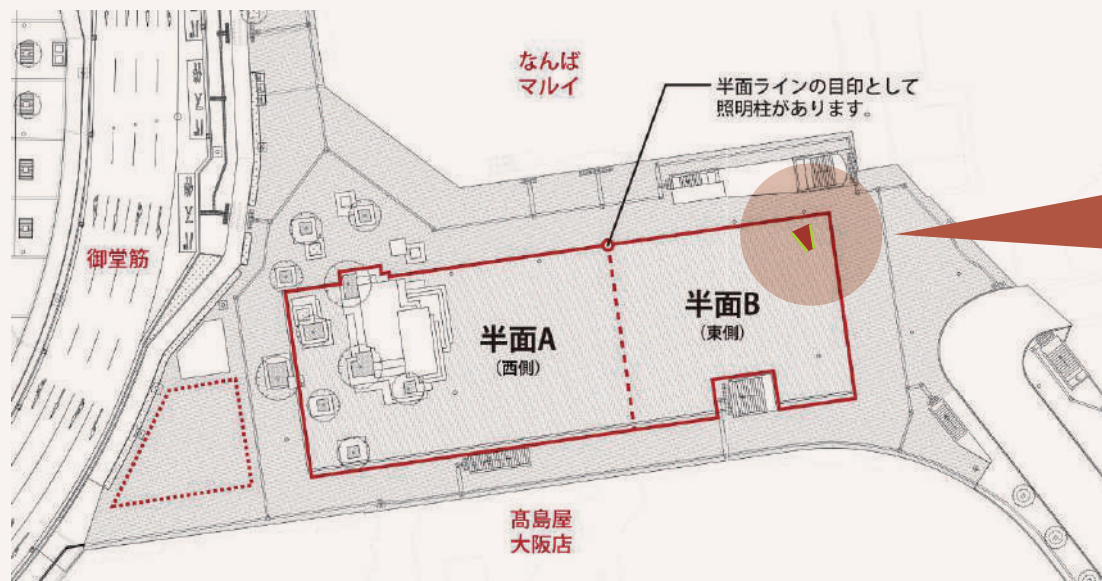 なんば
マルイ
半面ラインの目印として
照明柱があります。
御堂筋
半面A
(西側)
半面B
(東側)
髙島屋
大阪店